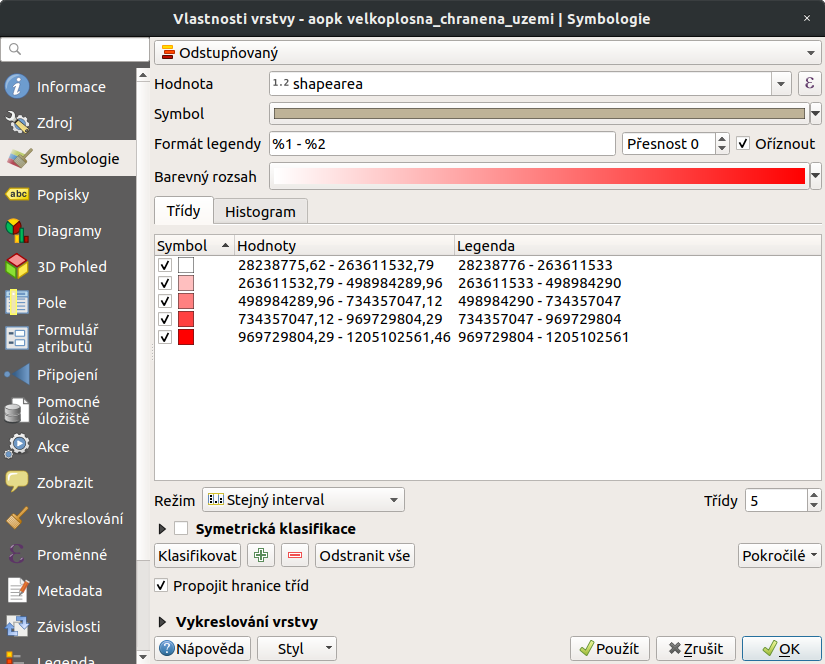 Vlastnosti vrstvy - aopk velkoplosna_chranena_uzemi | Symbologie
Informace
Zdroj
Symbologie
abc Popisky
Diagramy
3D Pohled
Pole
Formulář
atributů
Připojení
Pomocné
úložiště
Akce
Zobrazit
Vykreslování
Proměnné
Metadata
Závislosti
Legenda
Odstupňovaný
Hodnota 1.2 shapearea ε
Symbol
Formát legendy %1 - %2 Přesnost 0 Oříznout
Barevný rozsah
Třídy Histogram
Symbol Hodnoty Legenda
28238775,62 - 263611532,79 28238776 - 263611533
263611532,79 - 498984289,96 263611533 - 498984290
498984289,96 - 734357047,12 498984290 - 734357047
734357047,12 - 969729804,29 734357047 - 969729804
969729804,29 - 1205102561,46 969729804 - 1205102561
Režim Stejný interval Třídy 5
Symetrická klasifikace
Klasifikovat Odstranit vše Pokročilé
Propojit hranice tříd
Vykreslování vrstvy
Nápověda Styl Použít Zrušit OK